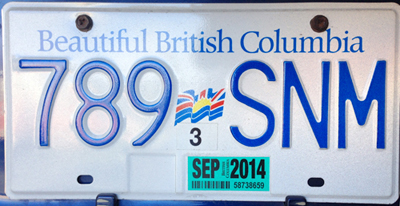 Beautiful British Columbia
789 SNM
3
SEP 2014
58738659